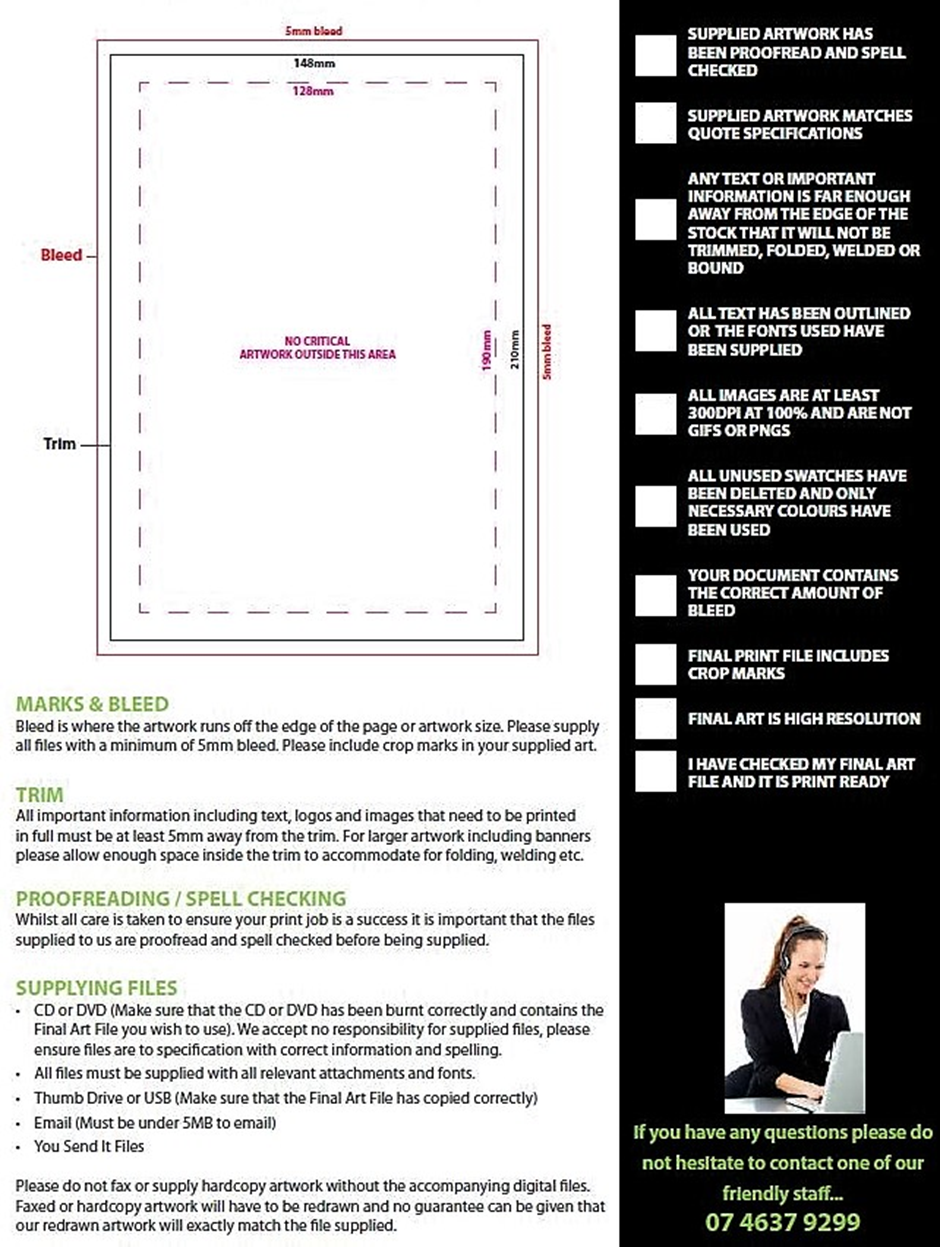 5mm bleed
148mm
128mm
Bleed
NO CRITICAL
ARTWORK OUTSIDE THIS AREA
190mm
210mm
5mm bleed
Trim
MARKS & BLEED
Bleed is where the artwork runs off the edge of the page or artwork size. Please supply
all files with a minimum of 5mm bleed. Please include crop marks in your supplied art.
TRIM
All important information including text, logos and images that need to be printed
in full must be at least 5mm away from the trim. For larger artwork including banners
please allow enough space inside the trim to accommodate for folding, welding etc.
PROOFREADING / SPELL CHECKING
Whilst all care is taken to ensure your print job is a success it is important that the files
supplied to us are proofread and spell checked before being supplied.
SUPPLYING FILES
• CD or DVD (Make sure that the CD or DVD has been burnt correctly and contains the
Final Art File you wish to use). We accept no responsibility for supplied files, please
ensure files are to specification with correct information and spelling.
• All files must be supplied with all relevant attachments and fonts.
• Thumb Drive or USB (Make sure that the Final Art File has copied correctly)
• Email (Must be under 5MB to email)
• You Send It Files
Please do not fax or supply hardcopy artwork without the accompanying digital files.
Faxed or hardcopy artwork will have to be redrawn and no guarantee can be given that
our redrawn artwork will exactly match the file supplied.
SUPPLIED ARTWORK HAS
BEEN PROOFREAD AND SPELL
CHECKED
SUPPLIED ARTWORK MATCHES
QUOTE SPECIFICATIONS
ANY TEXT OR IMPORTANT
INFORMATION IS FAR ENOUGH
AWAY FROM THE EDGE OF THE
STOCK THAT IT WILL NOT BE
TRIMMED, FOLDED, WELDED OR
BOUND
ALL TEXT HAS BEEN OUTLINED
OR THE FONTS USED HAVE
BEEN SUPPLIED
ALL IMAGES ARE AT LEAST
300DPI AT 100% AND ARE NOT
GIFS OR PNGS
ALL UNUSED SWATCHES HAVE
BEEN DELETED AND ONLY
NECESSARY COLOURS HAVE
BEEN USED
YOUR DOCUMENT CONTAINS
THE CORRECT AMOUNT OF
BLEED
FINAL PRINT FILE INCLUDES
CROP MARKS
FINAL ART IS HIGH RESOLUTION
I HAVE CHECKED MY FINAL ART
FILE AND IT IS PRINT READY
If you have any questions please do
not hesitate to contact one of our
friendly staff...
07 4637 9299